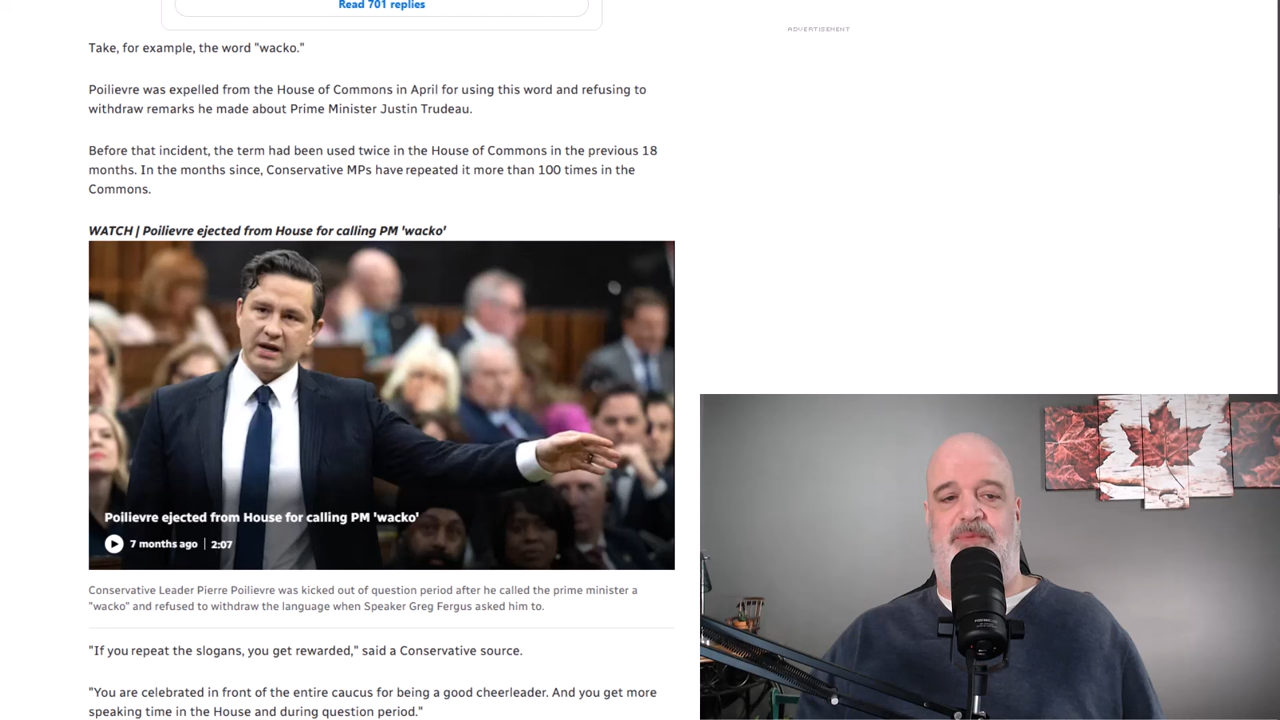 Read 701 replies
ADVERTISEMENT
Take, for example, the word "wacko."
Poilievre was expelled from the House of Commons in April for using this word and refusing to
withdraw remarks he made about Prime Minister Justin Trudeau.
Before that incident, the term had been used twice in the House of Commons in the previous 18
months. In the months since, Conservative MPs have repeated it more than 100 times in the
Commons.
WATCH | Poilievre ejected from House for calling PM 'wacko'
Poilievre ejected from House for calling PM 'wacko'
7 months ago | 2:07
Conservative Leader Pierre Poilievre was kicked out of question period after he called the prime minister a
"wacko" and refused to withdraw the language when Speaker Greg Fergus asked him to.
"If you repeat the slogans, you get rewarded," said a Conservative source.
"You are celebrated in front of the entire caucus for being a good cheerleader. And you get more
speaking time in the House and during question period."